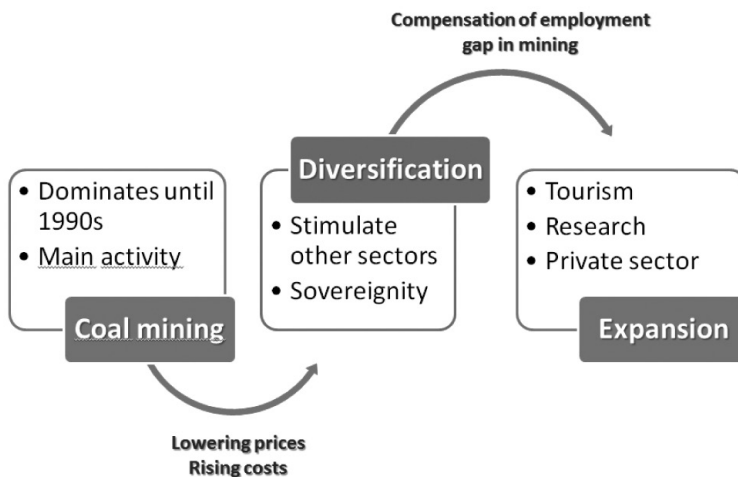 Compensation of employment
gap in mining
• Dominates until
1990s
• Main activity
Coal mining
Lowering prices
Rising costs
Diversification
• Stimulate
other sectors
• Sovereignity
• Tourism
• Research
• Private sector
Expansion